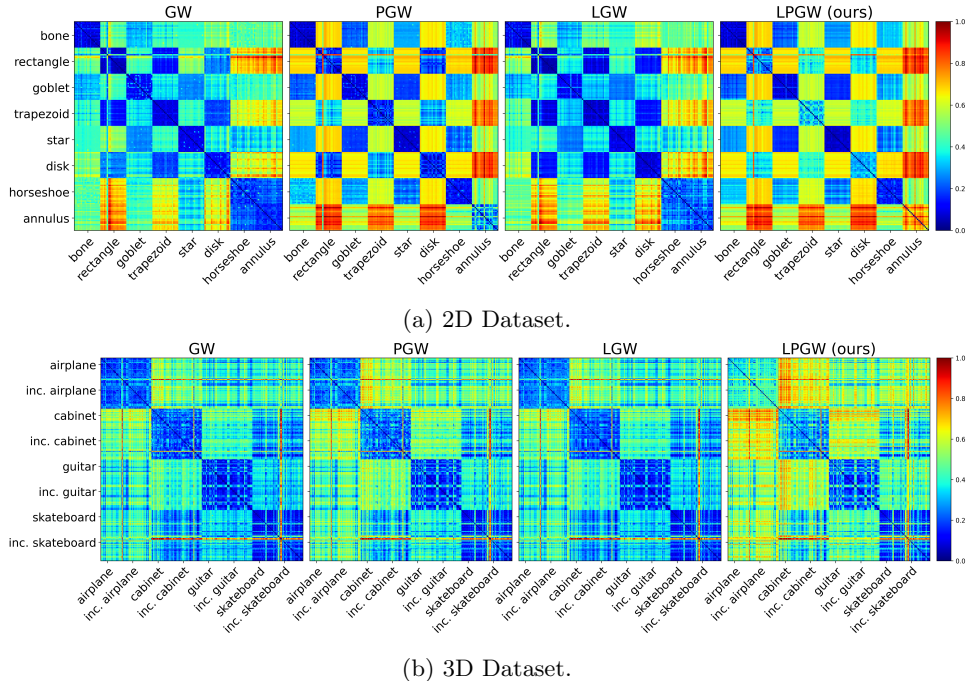 GW PGW LGW LPGW (ours)
bone
rectangle
goblet
trapezoid
star
disk
horseshoe
annulus
1.0
0.8
0.6
0.4
0.2
0.0
bone rectangle goblet trapezoid star disk horseshoe annulus bone rectangle goblet trapezoid star disk horseshoe annulus bone rectangle goblet trapezoid star disk horseshoe annulus bone rectangle goblet trapezoid star disk horseshoe annulus
(a) 2D Dataset.
GW PGW LGW LPGW (ours)
airplane
inc. airplane
cabinet
inc. cabinet
guitar
inc. guitar
skateboard
inc. skateboard
1.0
0.8
0.6
0.4
0.2
0.0
airplane inc. airplane cabinet inc. cabinet guitar inc. guitar skateboard inc. skateboard airplane inc. airplane cabinet inc. cabinet guitar inc. guitar skateboard inc. skateboard airplane inc. airplane cabinet inc. cabinet guitar inc. guitar skateboard inc. skateboard airplane inc. airplane cabinet inc. cabinet guitar inc. guitar skateboard inc. skateboard
(b) 3D Dataset.